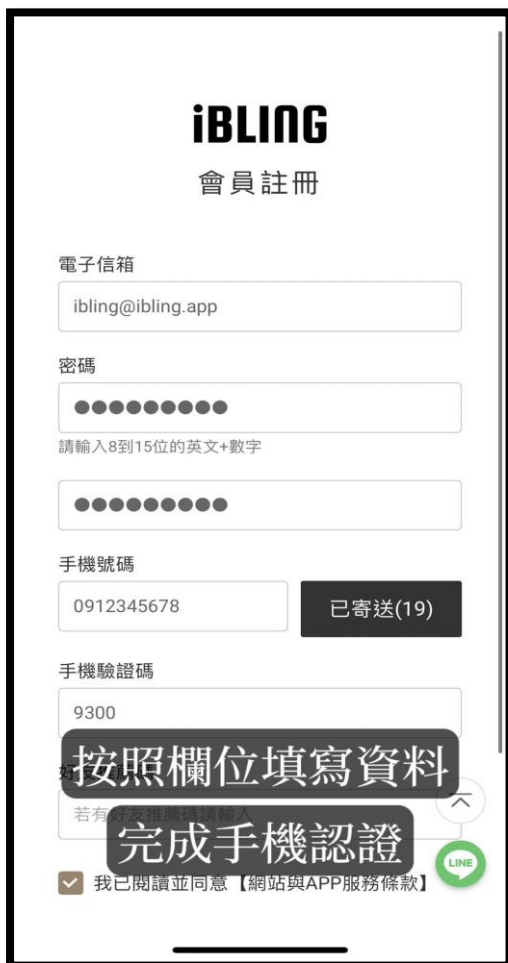 iBLING
會員註冊
電子信箱
ibling@ibling.app
密碼
●●●●●●●●●
請輸入8到15位的英文+數字
●●●●●●●●●
手機號碼
0912345678 已寄送(19)
手機驗證碼
9300
按照欄位填寫資料
若有好友推薦碼請輸入
完成手機認證
LINE
我已閱讀並同意【網站與APP服務條款】